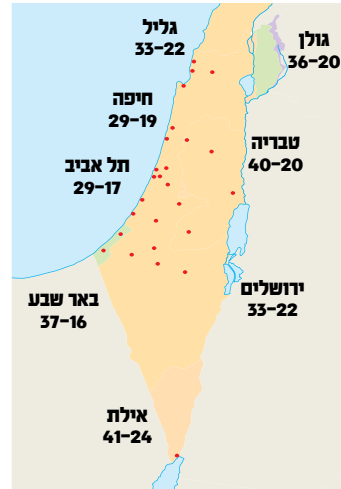 גליל
33-22
גולן
36-20
חיפה
29-19
טבריה
40-20
תל אביב
29-17
באר שבע
37-16
ירושלים
33-22
אילת
41-24